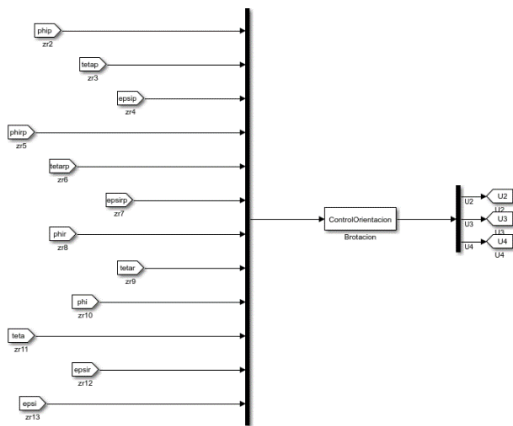 phip
zr2
tetap
zr3
epsip
zr4
phirp
zr5
tetarp
zr6
epsirp
zr7
phir
zr8
tetar
zr9
phi
zr10
teta
zr11
epsir
zr12
epsi
zr13
ControlOrientacion
Brotacion
U2
U2
U2
U3
U3
U3
U4
U4
U4